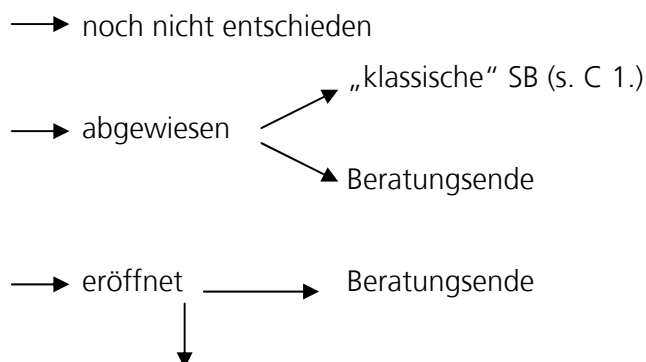 noch nicht entschieden
„klassische“ SB (s. C 1.)
abgewiesen
Beratungsende
eröffnet Beratungsende